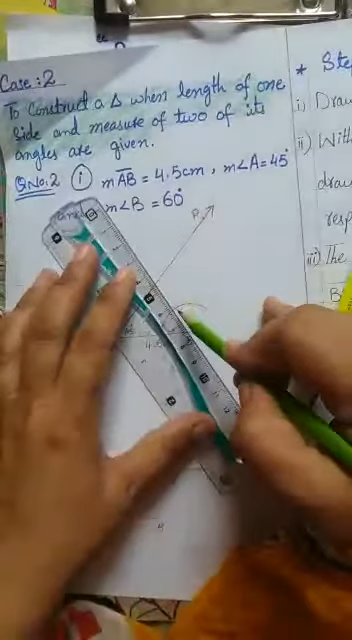 Case:2
To Construct a Δ when length of one
Side and measure of two of its
angles are given.
Q.No.2 (i) mAB = 4.5cm, m∠A=45°
m∠B = 60°
* Ste
i) Draw
ii) With
draw
resp
iii) The